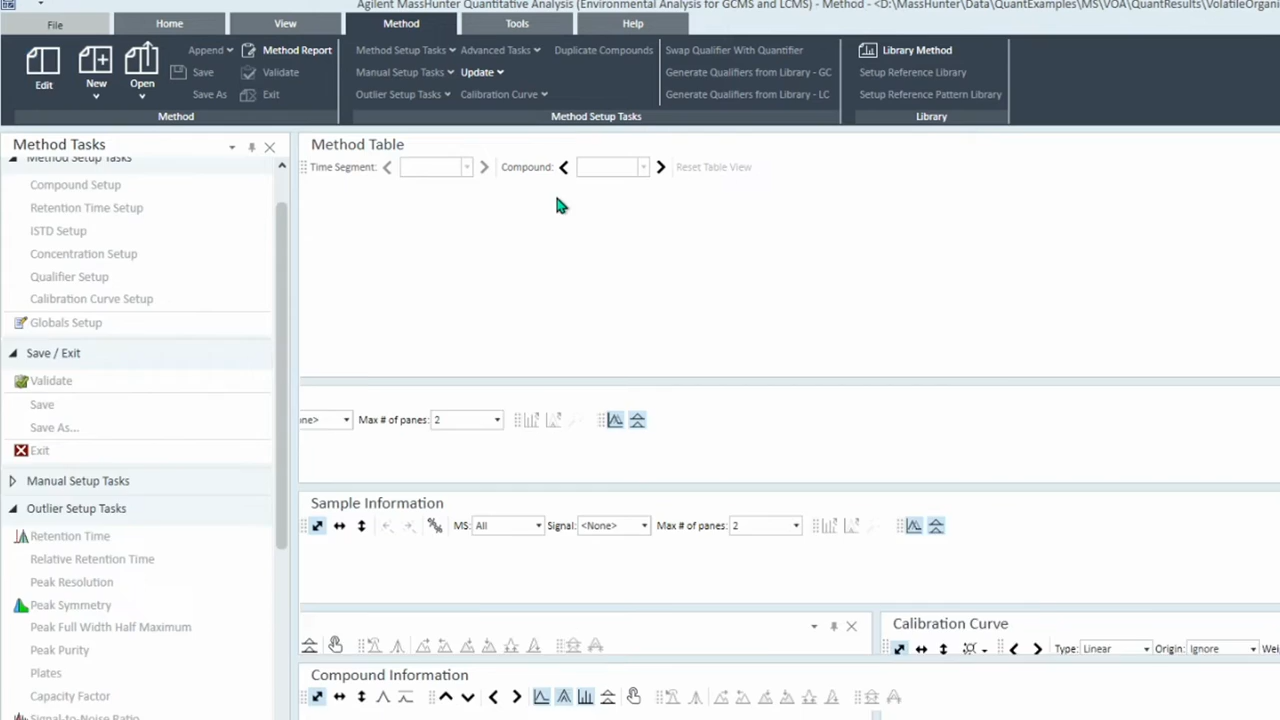 Agilent MassHunter Quantitative Analysis (Environmental Analysis for GCMS and LCMS) - Method - <D:\MassHunter\Data\QuantExamples\MS\VOA\QuantResults\VolatileOrgani
File Home View Method Tools Help
Edit New Open Append Save Save As Method Report Validate Exit
Method
Method Setup Tasks Advanced Tasks Duplicate Compounds
Manual Setup Tasks Update
Outlier Setup Tasks Calibration Curve
Swap Qualifier With Quantifier
Generate Qualifiers from Library - GC
Generate Qualifiers from Library - LC
Method Setup Tasks
Library Method
Setup Reference Library
Setup Reference Pattern Library
Library
Method Tasks
Method Setup Tasks
Compound Setup
Retention Time Setup
ISTD Setup
Concentration Setup
Qualifier Setup
Calibration Curve Setup
Globals Setup
Save / Exit
Validate
Save
Save As...
Exit
Manual Setup Tasks
Outlier Setup Tasks
Retention Time
Relative Retention Time
Peak Resolution
Peak Symmetry
Peak Full Width Half Maximum
Peak Purity
Plates
Capacity Factor
Signal-to-Noise Ratio
Method Table
Time Segment: Compound: Reset Table View
ne> Max # of panes: 2
Sample Information
MS: All Signal: <None> Max # of panes: 2
Calibration Curve
Type: Linear Origin: Ignore Wei
Compound Information